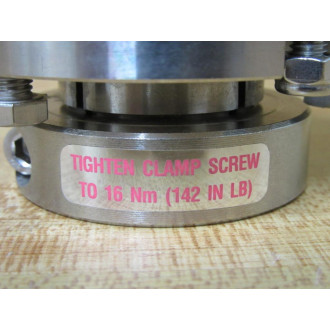 TIGHTEN CLAMP SCREW
TO 16 Nm (142 IN LB)